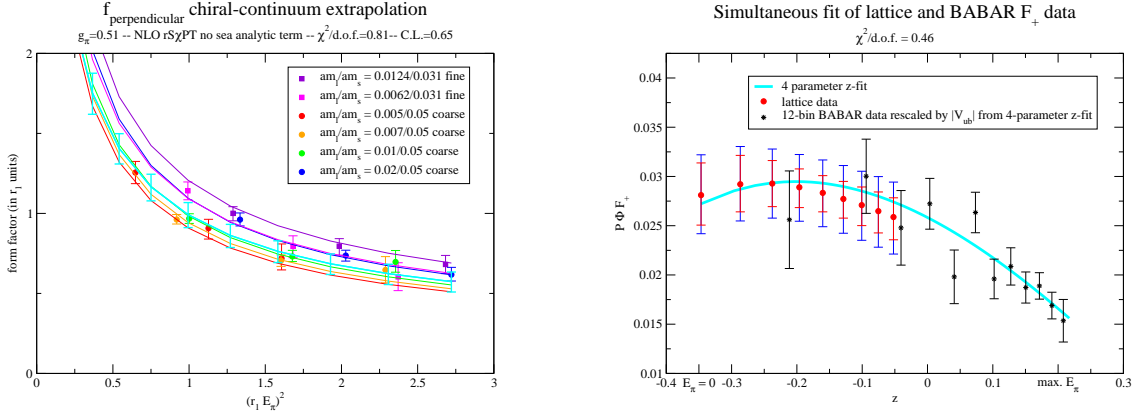 f_perpendicular chiral-continuum extrapolation
g_π=0.51 -- NLO rSχPT no sea analytic term -- χ²/d.o.f.=0.81-- C.L.=0.65
am_l/am_s = 0.0124/0.031 fine
am_l/am_s = 0.0062/0.031 fine
am_l/am_s = 0.005/0.05 coarse
am_l/am_s = 0.007/0.05 coarse
am_l/am_s = 0.01/0.05 coarse
am_l/am_s = 0.02/0.05 coarse
form factor (in r_1 units)
2
1
0
0 0.5 1 1.5 2 2.5 3
(r_1 E_π)²
Simultaneous fit of lattice and BABAR F_+ data
χ²/d.o.f. = 0.46
4 parameter z-fit
lattice data
12-bin BABAR data rescaled by |V_ub| from 4-parameter z-fit
P Φ F_+
0.04
0.035
0.03
0.025
0.02
0.015
0.01
-0.4 E_π = 0 -0.3 -0.2 -0.1 0 0.1 0.2 max. E_π 0.3
z